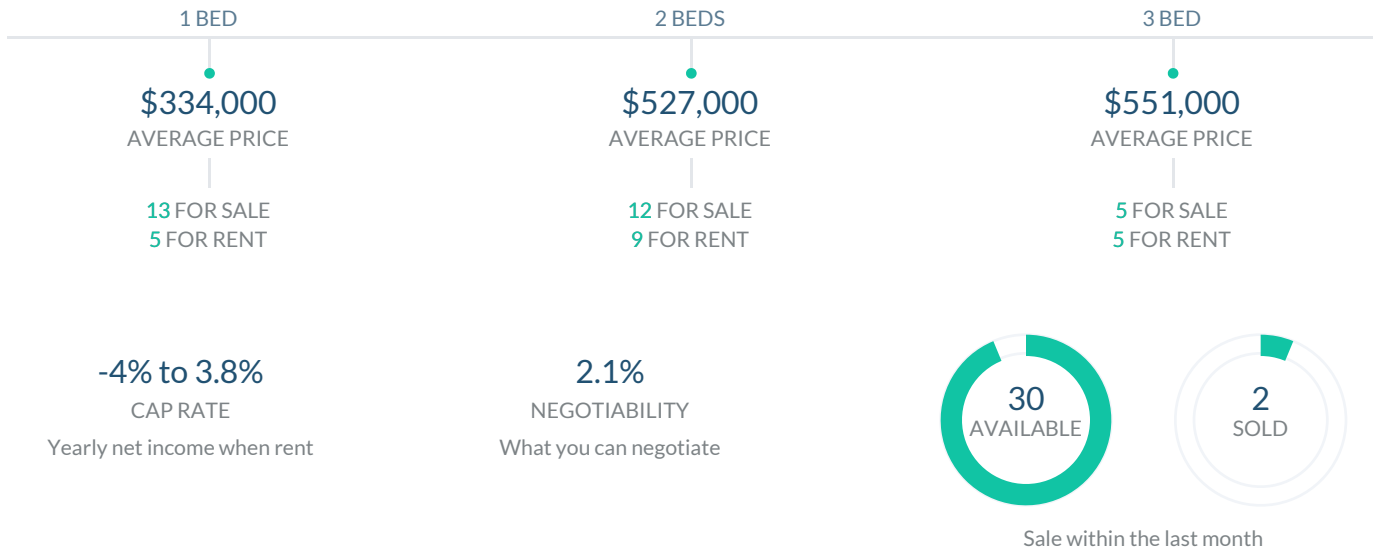 1 BED
2 BEDS
3 BED
$334,000
$527,000
$551,000
AVERAGE PRICE
AVERAGE PRICE
AVERAGE PRICE
13 FOR SALE
12 FOR SALE
5 FOR SALE
5 FOR RENT
9 FOR RENT
5 FOR RENT
-4% to 3.8%
CAP RATE
Yearly net income when rent
2.1%
NEGOTIABILITY
What you can negotiate
30
AVAILABLE
2
SOLD
Sale within the last month